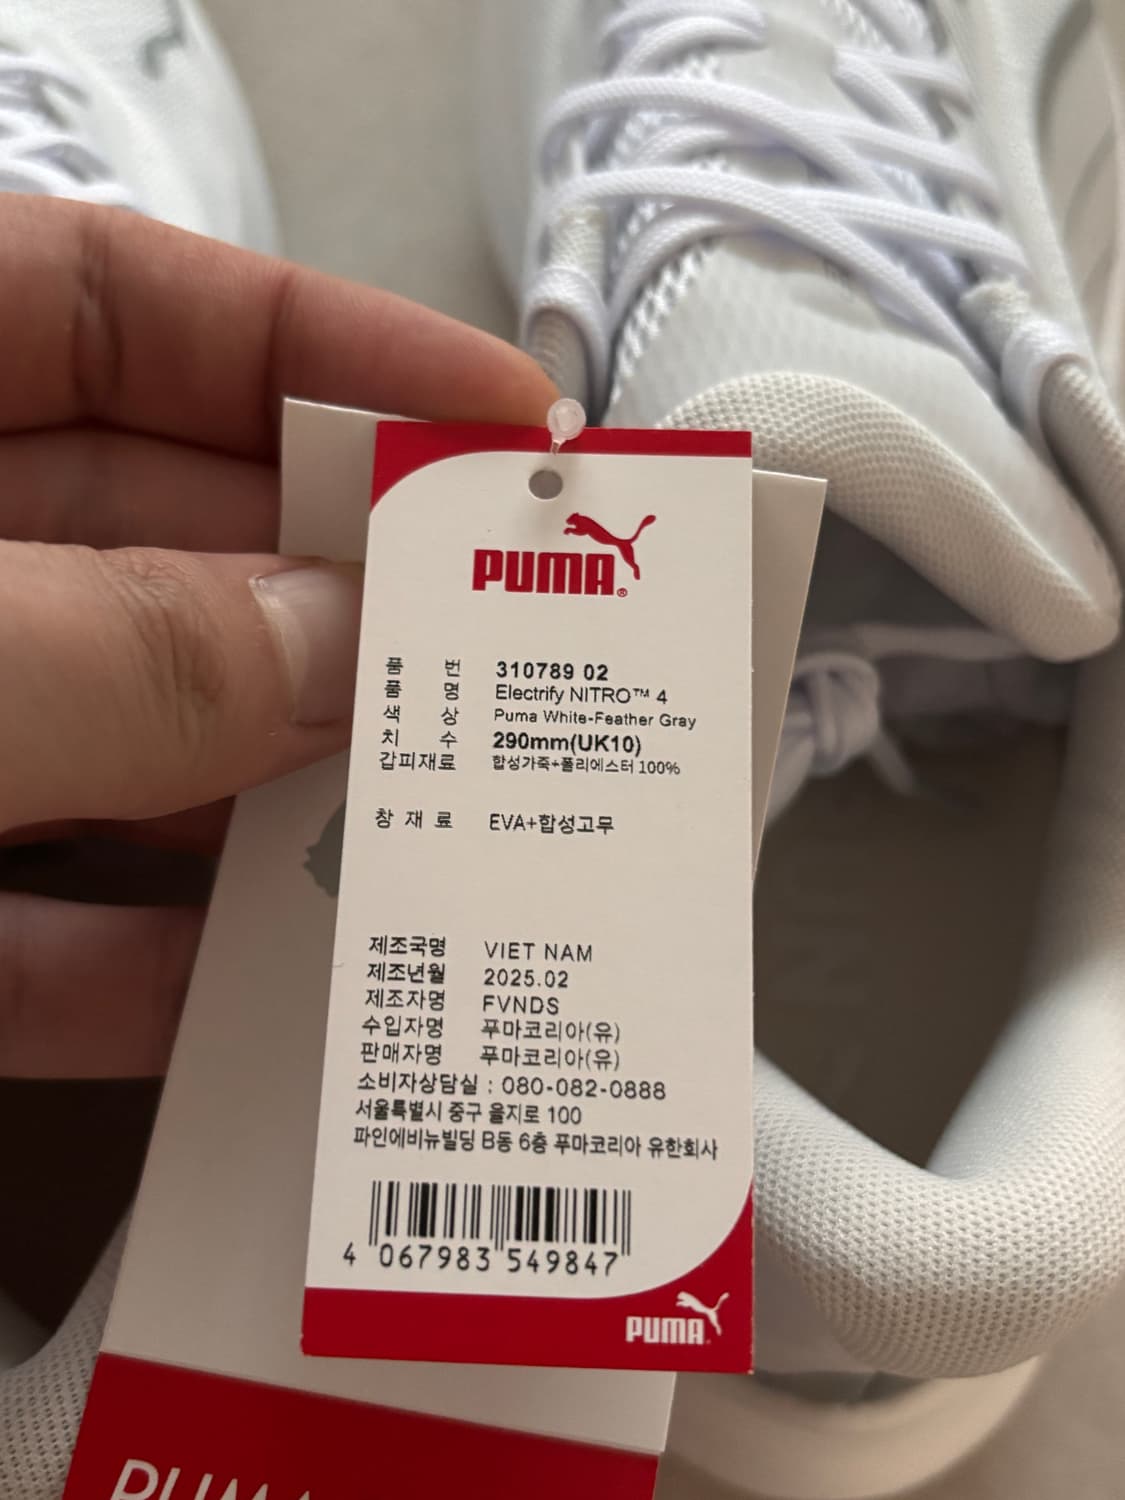 PUMA®
품 번 310789 02
품 명 Electrify NITRO™ 4
색 상 Puma White-Feather Gray
치 수 290mm(UK10)
갑피재료 합성가죽+폴리에스터 100%
창 재 료 EVA+합성고무
제조국명 VIET NAM
제조년월 2025.02
제조자명 FVNDS
수입자명 푸마코리아(유)
판매자명 푸마코리아(유)
소비자상담실 : 080-082-0888
서울특별시 중구 을지로 100
파인에비뉴빌딩 B동 6층 푸마코리아 유한회사
4 067983 549847
PUMA
PUMA